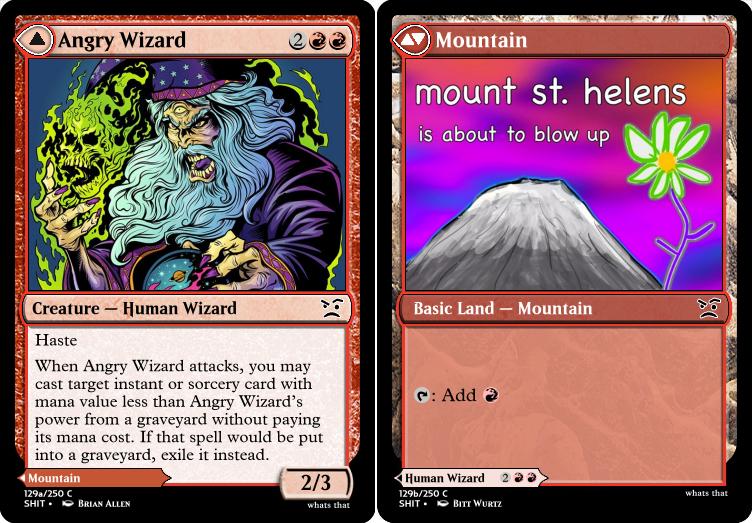 Angry Wizard
2
Creature — Human Wizard
Haste
When Angry Wizard attacks, you may
cast target instant or sorcery card with
mana value less than Angry Wizard's
power from a graveyard without paying
its mana cost. If that spell would be put
into a graveyard, exile it instead.
Mountain
2/3
129a/250 C
SHIT • Brian Allen
whats that
Mountain
mount st. helens
is about to blow up
Basic Land — Mountain
: Add
Human Wizard 2
129b/250 C
SHIT • Bitt Wurtz
whats that